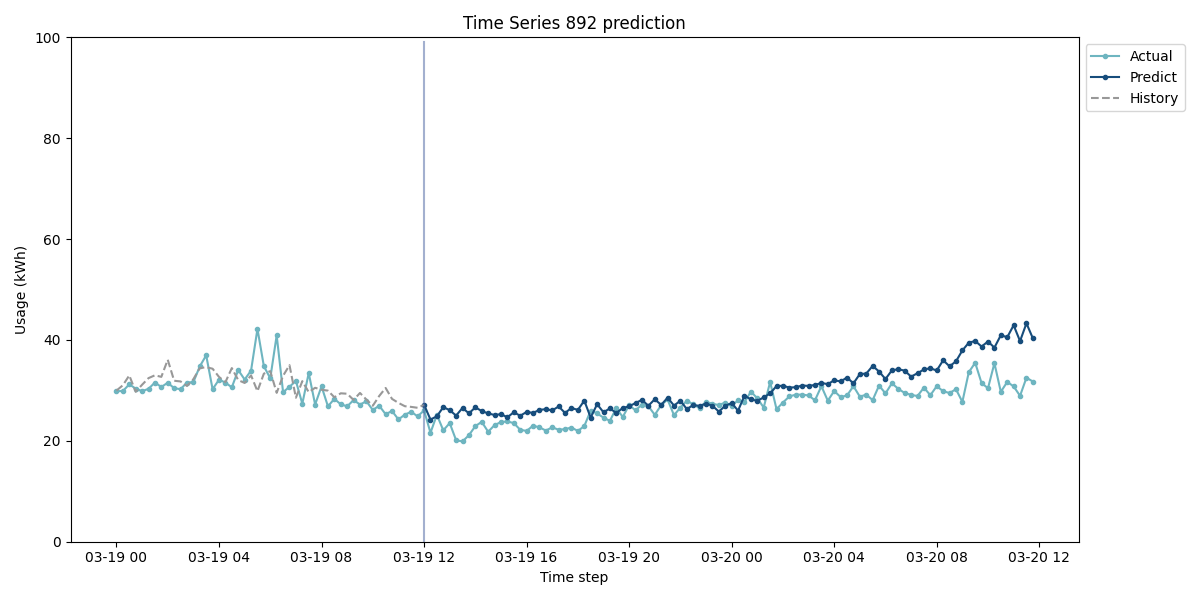 Time Series 892 prediction
Usage (kWh)
100
80
60
40
20
0
03-19 00
03-19 04
03-19 08
03-19 12
03-19 16
03-19 20
03-20 00
03-20 04
03-20 08
03-20 12
Time step
Actual
Predict
History